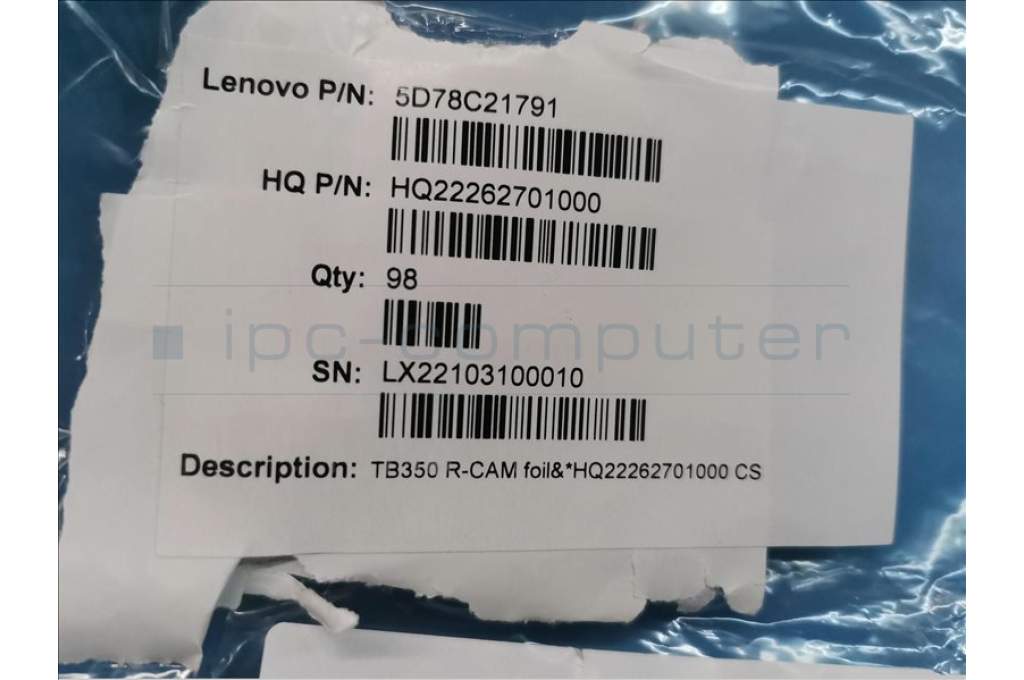 Lenovo P/N: 5D78C21791
HQ P/N: HQ22262701000
Qty: 98
ipc-computer
SN: LX22103100010
Description: TB350 R-CAM foil&*HQ22262701000 CS